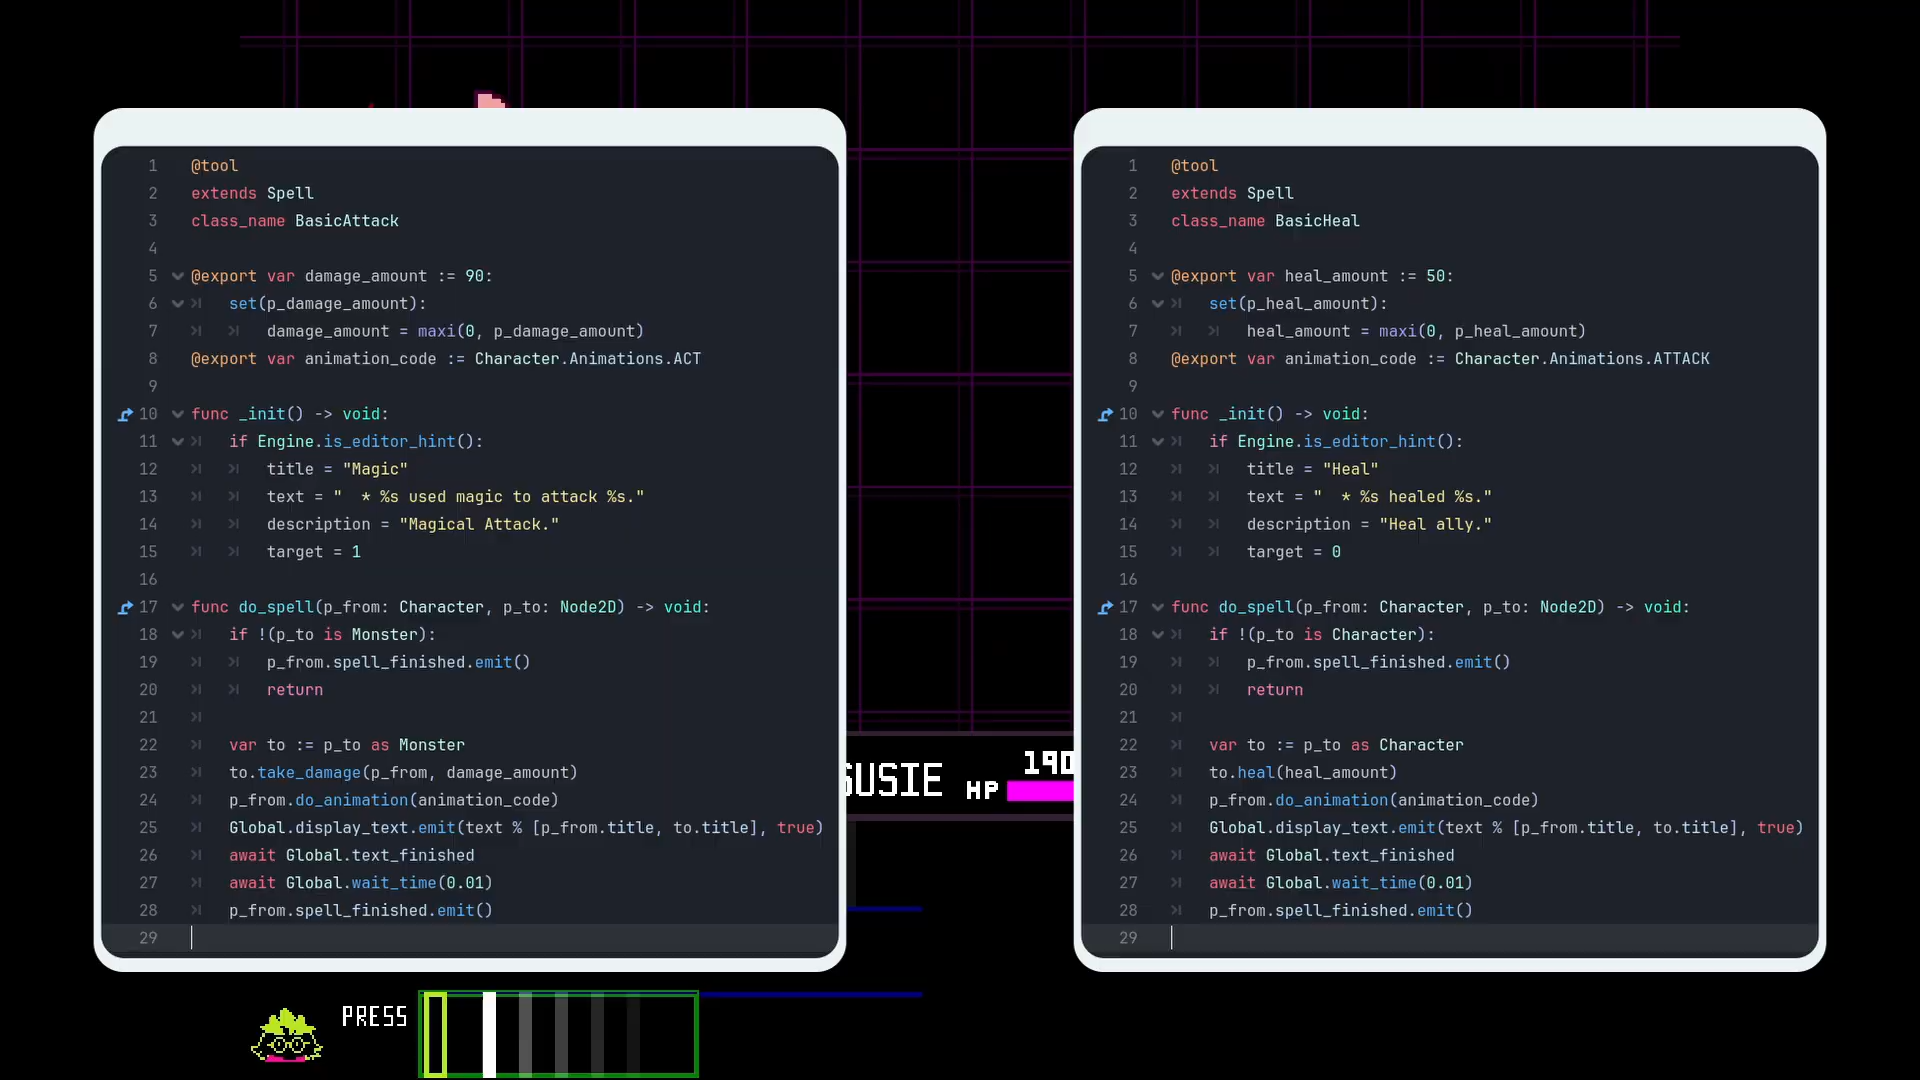 1 @tool
2 extends Spell
3 class_name BasicAttack
4
5 @export var damage_amount := 90:
6 set(p_damage_amount):
7 damage_amount = maxi(0, p_damage_amount)
8 @export var animation_code := Character.Animations.ACT
9
10 func _init() -> void:
11 if Engine.is_editor_hint():
12 title = "Magic"
13 text = "  * %s used magic to attack %s."
14 description = "Magical Attack."
15 target = 1
16
17 func do_spell(p_from: Character, p_to: Node2D) -> void:
18 if !(p_to is Monster):
19 p_from.spell_finished.emit()
20 return
21
22 var to := p_to as Monster
23 to.take_damage(p_from, damage_amount)
24 p_from.do_animation(animation_code)
25 Global.display_text.emit(text % [p_from.title, to.title], true)
26 await Global.text_finished
27 await Global.wait_time(0.01)
28 p_from.spell_finished.emit()
29
1 @tool
2 extends Spell
3 class_name BasicHeal
4
5 @export var heal_amount := 50:
6 set(p_heal_amount):
7 heal_amount = maxi(0, p_heal_amount)
8 @export var animation_code := Character.Animations.ATTACK
9
10 func _init() -> void:
11 if Engine.is_editor_hint():
12 title = "Heal"
13 text = "  * %s healed %s."
14 description = "Heal ally."
15 target = 0
16
17 func do_spell(p_from: Character, p_to: Node2D) -> void:
18 if !(p_to is Character):
19 p_from.spell_finished.emit()
20 return
21
22 var to := p_to as Character
23 to.heal(heal_amount)
24 p_from.do_animation(animation_code)
25 Global.display_text.emit(text % [p_from.title, to.title], true)
26 await Global.text_finished
27 await Global.wait_time(0.01)
28 p_from.spell_finished.emit()
29
SUSIE HP 190
PRESS